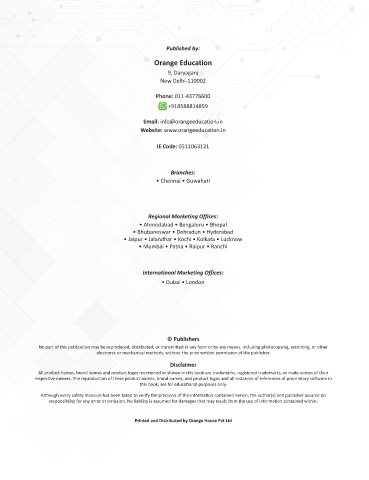 Published by:
Orange Education
9, Daryaganj
New Delhi-110002
Phone: 011-43776600
+918588814859
Email: info@orangeeducation.in
Website: www.orangeeducation.in
IE Code: 0511063121
Branches:
• Chennai • Guwahati
Regional Marketing Offices:
• Ahmedabad • Bengaluru • Bhopal
• Bhubaneswar • Dehradun • Hyderabad
• Jaipur • Jalandhar • Kochi • Kolkata • Lucknow
• Mumbai • Patna • Raipur • Ranchi
International Marketing Offices:
• Dubai • London
© Publishers
No part of this publication may be reproduced, distributed, or transmitted in any form or by any means, including photocopying, recording, or other
electronic or mechanical methods, without the prior written permission of the publisher.
Disclaimer
All product names, brand names and product logos mentioned or shown in this book are trademarks, registered trademarks, or trade names of their
respective owners. The reproduction of these product names, brand names, and product logos and all instances of references of proprietary software in
this book, are for educational purposes only.
Although every safety measure has been taken to verify the precision of the information contained herein, the author(s) and publisher assume no
responsibility for any error or omission. No liability is assumed for damages that may result from the use of information contained within.
Printed and Distributed by Orange House Pvt Ltd